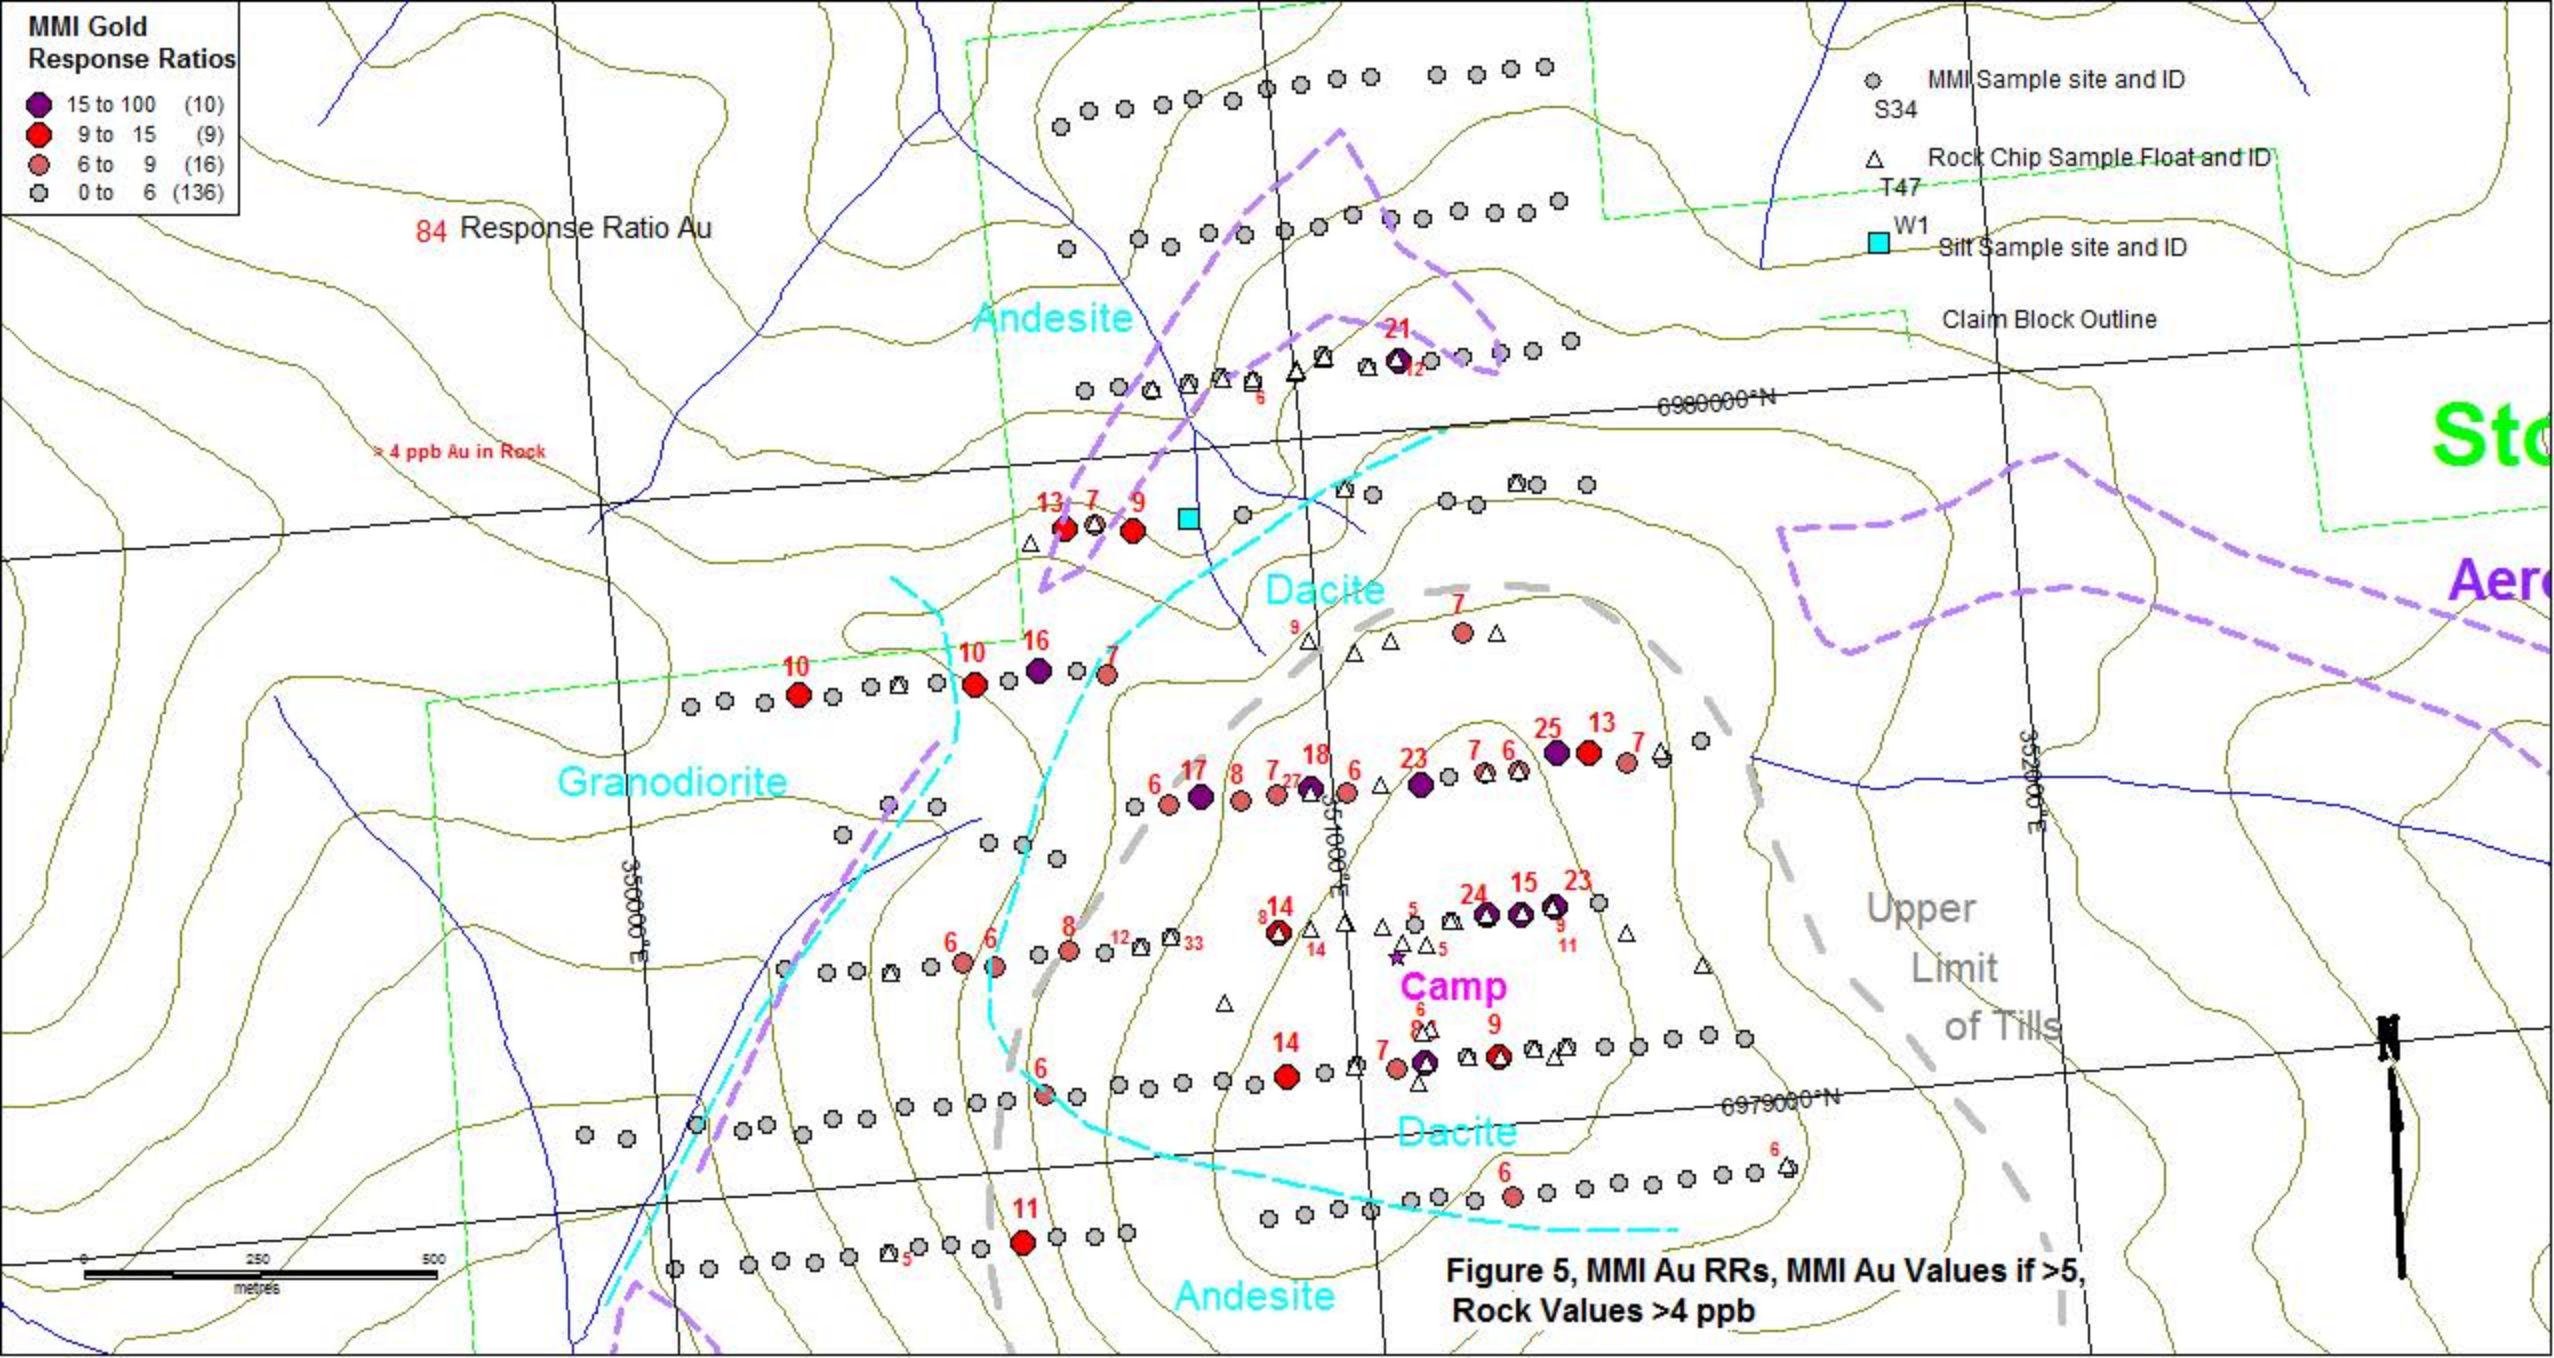 MMI Gold
Response Ratios
15 to 100 (10)
9 to 15 (9)
6 to 9 (16)
0 to 6 (136)
MMI Sample site and ID
S34
Rock Chip Sample Float and ID
T47
W1
Silt Sample site and ID
Claim Block Outline
84 Response Ratio Au
Andesite
21
12
6
6980000°N
> 4 ppb Au in Rock
13 7 9
Dacite
9
7
10
10
16
7
Granodiorite
6 17 8 7 27 18 6 23 7 6 25 13 7
350000°E
351000°E
352000°E
Upper
Limit
of Tills
6 6 8 12 33
8 14 14 5 5 24 15 23
9
11
Camp
6
14 7 9
6
6979000°N
Dacite
6
6
11
5
Andesite
0 250 500
metres
Figure 5, MMI Au RRs, MMI Au Values if >5,
Rock Values >4 ppb